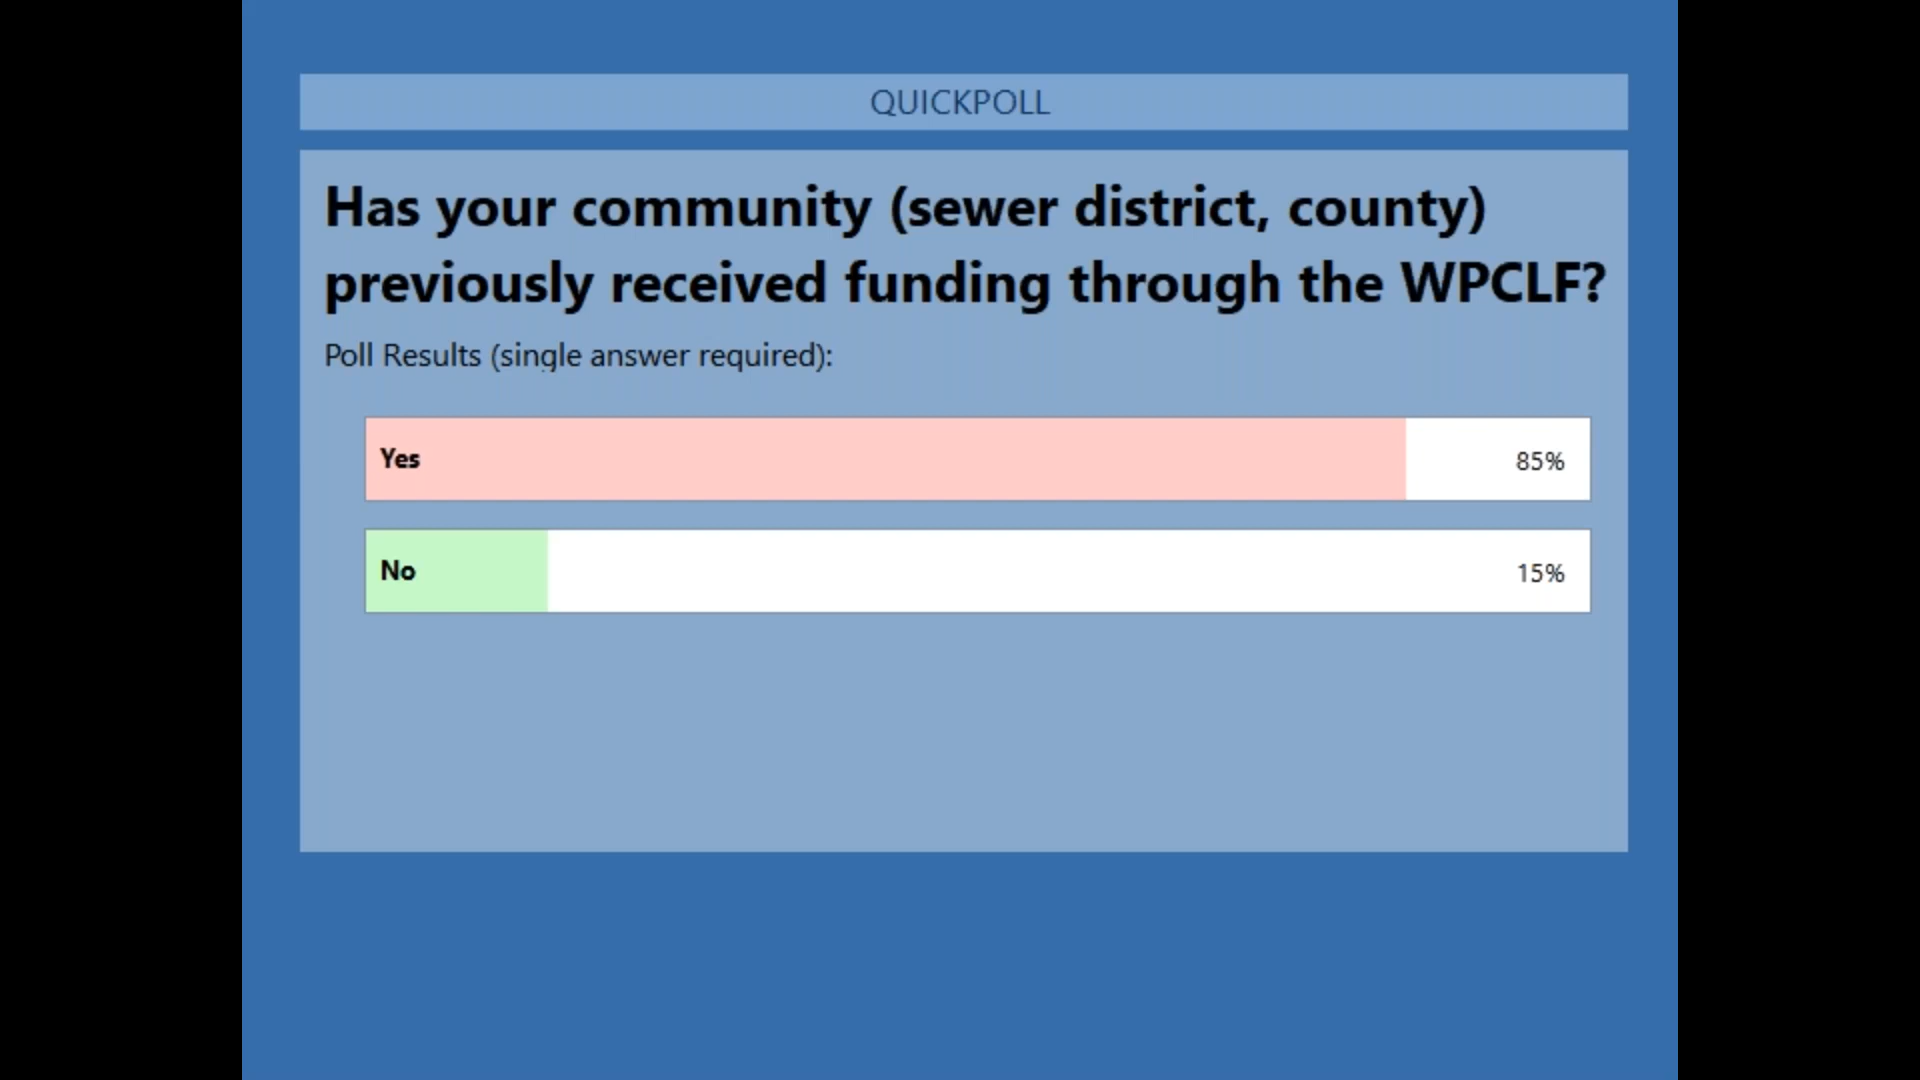 QUICKPOLL
Has your community (sewer district, county)
previously received funding through the WPCLF?
Poll Results (single answer required):
Yes 85%
No 15%